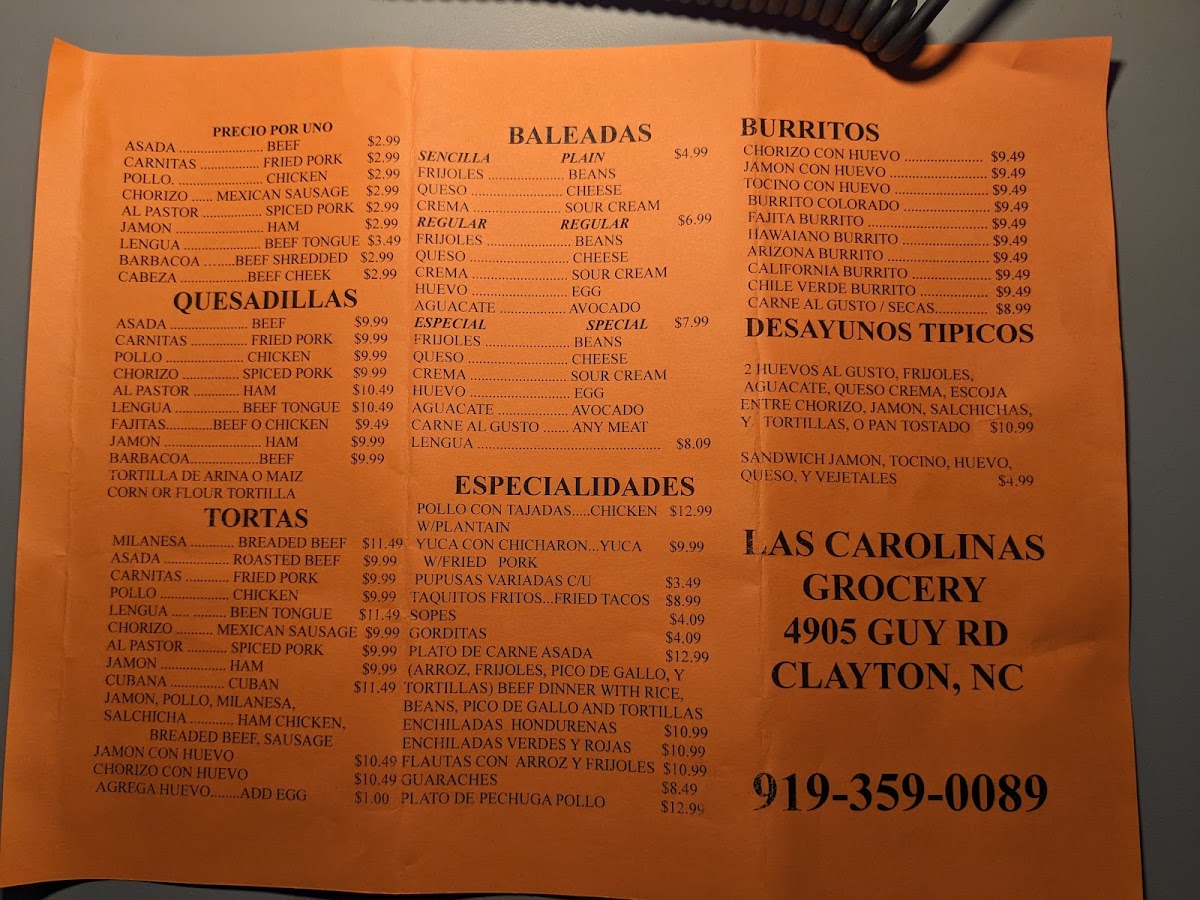 PRECIO POR UNO
ASADA ........................... BEEF $2.99
CARNITAS .............. FRIED PORK $2.99
POLLO. ........................... CHICKEN $2.99
CHORIZO ...... MEXICAN SAUSAGE $2.99
AL PASTOR .............. SPICED PORK $2.99
JAMON ............................ HAM $2.99
LENGUA .................... BEEF TONGUE $3.49
BARBACOA ........BEEF SHREDDED $2.99
CABEZA .................BEEF CHEEK $2.99
QUESADILLAS
ASADA ........................ BEEF $9.99
CARNITAS ................ FRIED PORK $9.99
POLLO ..................... CHICKEN $9.99
CHORIZO .................. SPICED PORK $9.99
AL PASTOR ................. HAM $10.49
LENGUA .................... BEEF TONGUE $10.49
FAJITAS............BEEF O CHICKEN $9.49
JAMON .............................. HAM $9.99
BARBACOA.....................BEEF $9.99
TORTILLA DE ARINA O MAIZ
CORN OR FLOUR TORTILLA
TORTAS
MILANESA ............ BREADED BEEF $11.49
ASADA .................... ROASTED BEEF $9.99
CARNITAS ............... FRIED PORK $9.99
POLLO ..................... CHICKEN $9.99
LENGUA ..... .......... BEEN TONGUE $11.49
CHORIZO .......... MEXICAN SAUSAGE $9.99
AL PASTOR .......... SPICED PORK $9.99
JAMON .................... HAM $9.99
CUBANA ................ CUBAN $11.49
JAMON, POLLO, MILANESA,
SALCHICHA ............ HAM CHICKEN,
BREADED BEEF, SAUSAGE
JAMON CON HUEVO $10.49
CHORIZO CON HUEVO $10.49
AGREGA HUEVO........ADD EGG $1.00
BALEADAS
SENCILLA PLAIN $4.99
FRIJOLES ........................ BEANS
QUESO ............................ CHEESE
CREMA ........................... SOUR CREAM
REGULAR REGULAR $6.99
FRIJOLES .......................... BEANS
QUESO ............................. CHEESE
CREMA ............................. SOUR CREAM
HUEVO ............................. EGG
AGUACATE .................... AVOCADO
ESPECIAL SPECIAL $7.99
FRIJOLES .......................... BEANS
QUESO ............................. CHEESE
CREMA ............................. SOUR CREAM
HUEVO ................................ EGG
AGUACATE ..................... AVOCADO
CARNE AL GUSTO ....... ANY MEAT
LENGUA ...................................................... $8.09
ESPECIALIDADES
POLLO CON TAJADAS.....CHICKEN $12.99
W/PLANTAIN
YUCA CON CHICHARON...YUCA $9.99
W/FRIED PORK
PUPUSAS VARIADAS C/U $3.49
TAQUITOS FRITOS...FRIED TACOS $8.99
SOPES $4.09
GORDITAS $4.09
PLATO DE CARNE ASADA $12.99
(ARROZ, FRIJOLES, PICO DE GALLO, Y
TORTILLAS) BEEF DINNER WITH RICE,
BEANS, PICO DE GALLO AND TORTILLAS
ENCHILADAS HONDURENAS $10.99
ENCHILADAS VERDES Y ROJAS $10.99
FLAUTAS CON ARROZ Y FRIJOLES $10.99
GUARACHES $8.49
PLATO DE PECHUGA POLLO $12.99
BURRITOS
CHORIZO CON HUEVO ........................ $9.49
JAMON CON HUEVO ........................... $9.49
TOCINO CON HUEVO ......................... $9.49
BURRITO COLORADO ....................... $9.49
FAJITA BURRITO ................................. $9.49
HAWAIANO BURRITO ........................ $9.49
ARIZONA BURRITO ............................ $9.49
CALIFORNIA BURRITO ...................... $9.49
CHILE VERDE BURRITO .................... $9.49
CARNE AL GUSTO / SECAS................ $8.99
DESAYUNOS TIPICOS
2 HUEVOS AL GUSTO, FRIJOLES,
AGUACATE, QUESO CREMA, ESCOJA
ENTRE CHORIZO, JAMON, SALCHICHAS,
Y TORTILLAS, O PAN TOSTADO $10.99
SANDWICH JAMON, TOCINO, HUEVO,
QUESO, Y VEJETALES $4.99
LAS CAROLINAS
GROCERY
4905 GUY RD
CLAYTON, NC
919-359-0089